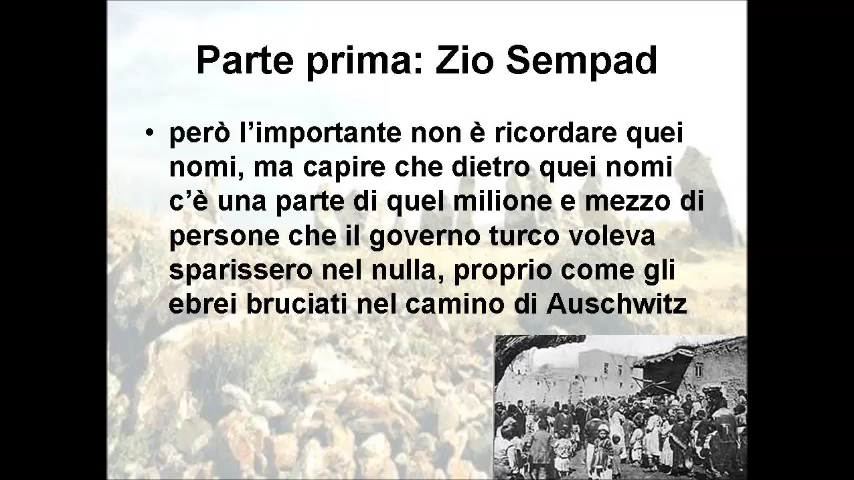 Parte prima: Zio Sempad
• però l’importante non è ricordare quei
nomi, ma capire che dietro quei nomi
c’è una parte di quel milione e mezzo di
persone che il governo turco voleva
sparissero nel nulla, proprio come gli
ebrei bruciati nel camino di Auschwitz